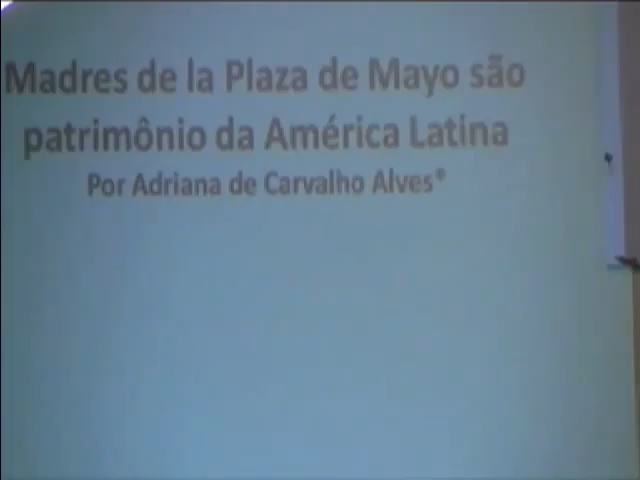 Madres de la Plaza de Mayo são
patrimônio da América Latina
Por Adriana de Carvalho Alves*